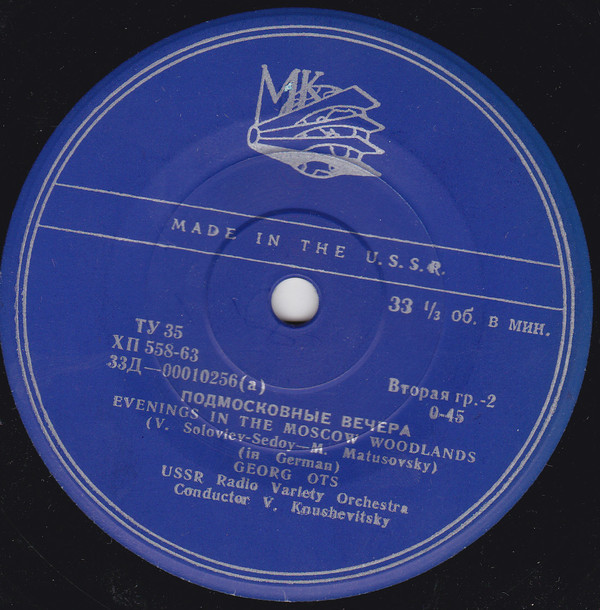 МК
MADE IN THE U.S.S.R.
33 1/3 об. в мин.
ТУ 35
ХП 558-63
33Д—00010256(а)
Вторая гр.-2
0-45
ПОДМОСКОВНЫЕ ВЕЧЕРА
EVENINGS IN THE MOSCOW WOODLANDS
(V. Soloviev-Sedoy—M. Matusovsky)
(in German)
GEORG OTS
USSR Radio Variety Orchestra
Conductor V. Knushevitsky